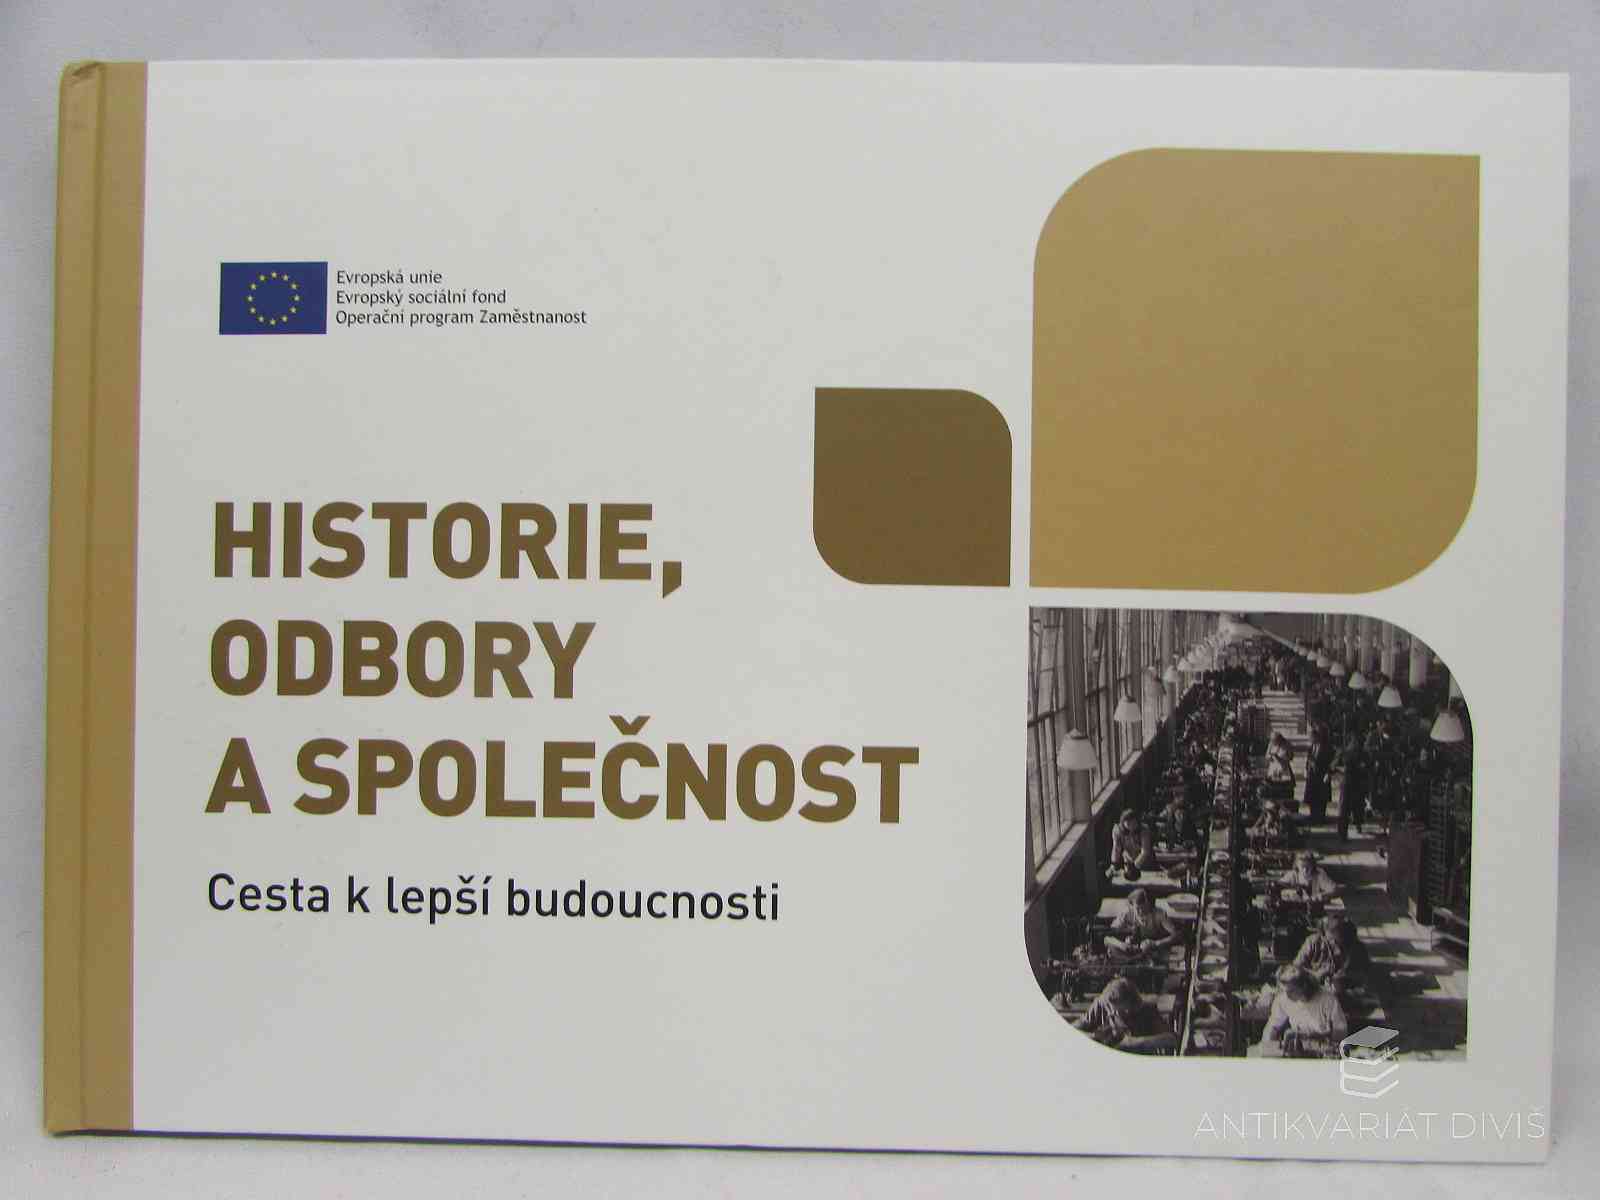 Evropská unie
Evropský sociální fond
Operační program Zaměstnanost
HISTORIE,
ODBORY
A SPOLEČNOST
Cesta k lepší budoucnosti
ANTIKVARIÁT DIVIŠ